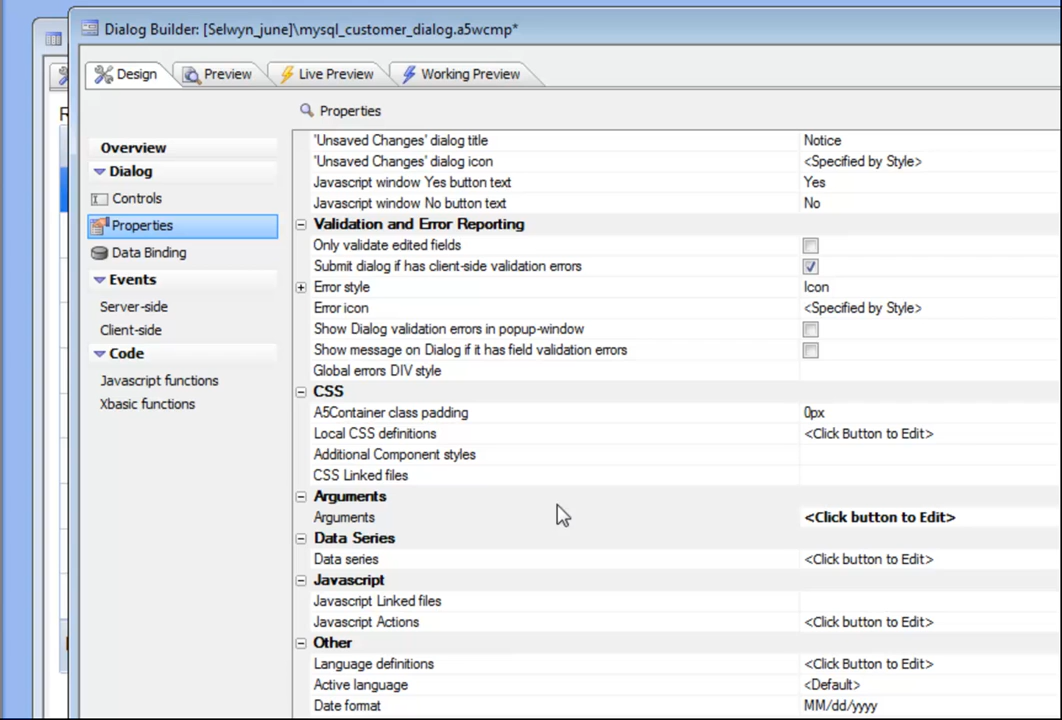 Dialog Builder: [Selwyn_june]\mysql_customer_dialog.a5wcmp*
Design Preview Live Preview Working Preview
Properties
Overview
Dialog
Controls
Properties
Data Binding
Events
Server-side
Client-side
Code
Javascript functions
Xbasic functions
'Unsaved Changes' dialog title Notice
'Unsaved Changes' dialog icon <Specified by Style>
Javascript window Yes button text Yes
Javascript window No button text No
Validation and Error Reporting
Only validate edited fields
Submit dialog if has client-side validation errors
Error style Icon
Error icon <Specified by Style>
Show Dialog validation errors in popup-window
Show message on Dialog if it has field validation errors
Global errors DIV style
CSS
A5Container class padding 0px
Local CSS definitions <Click Button to Edit>
Additional Component styles
CSS Linked files
Arguments
Arguments <Click button to Edit>
Data Series
Data series <Click button to Edit>
Javascript
Javascript Linked files
Javascript Actions <Click button to Edit>
Other
Language definitions <Click Button to Edit>
Active language <Default>
Date format MM/dd/yyyy